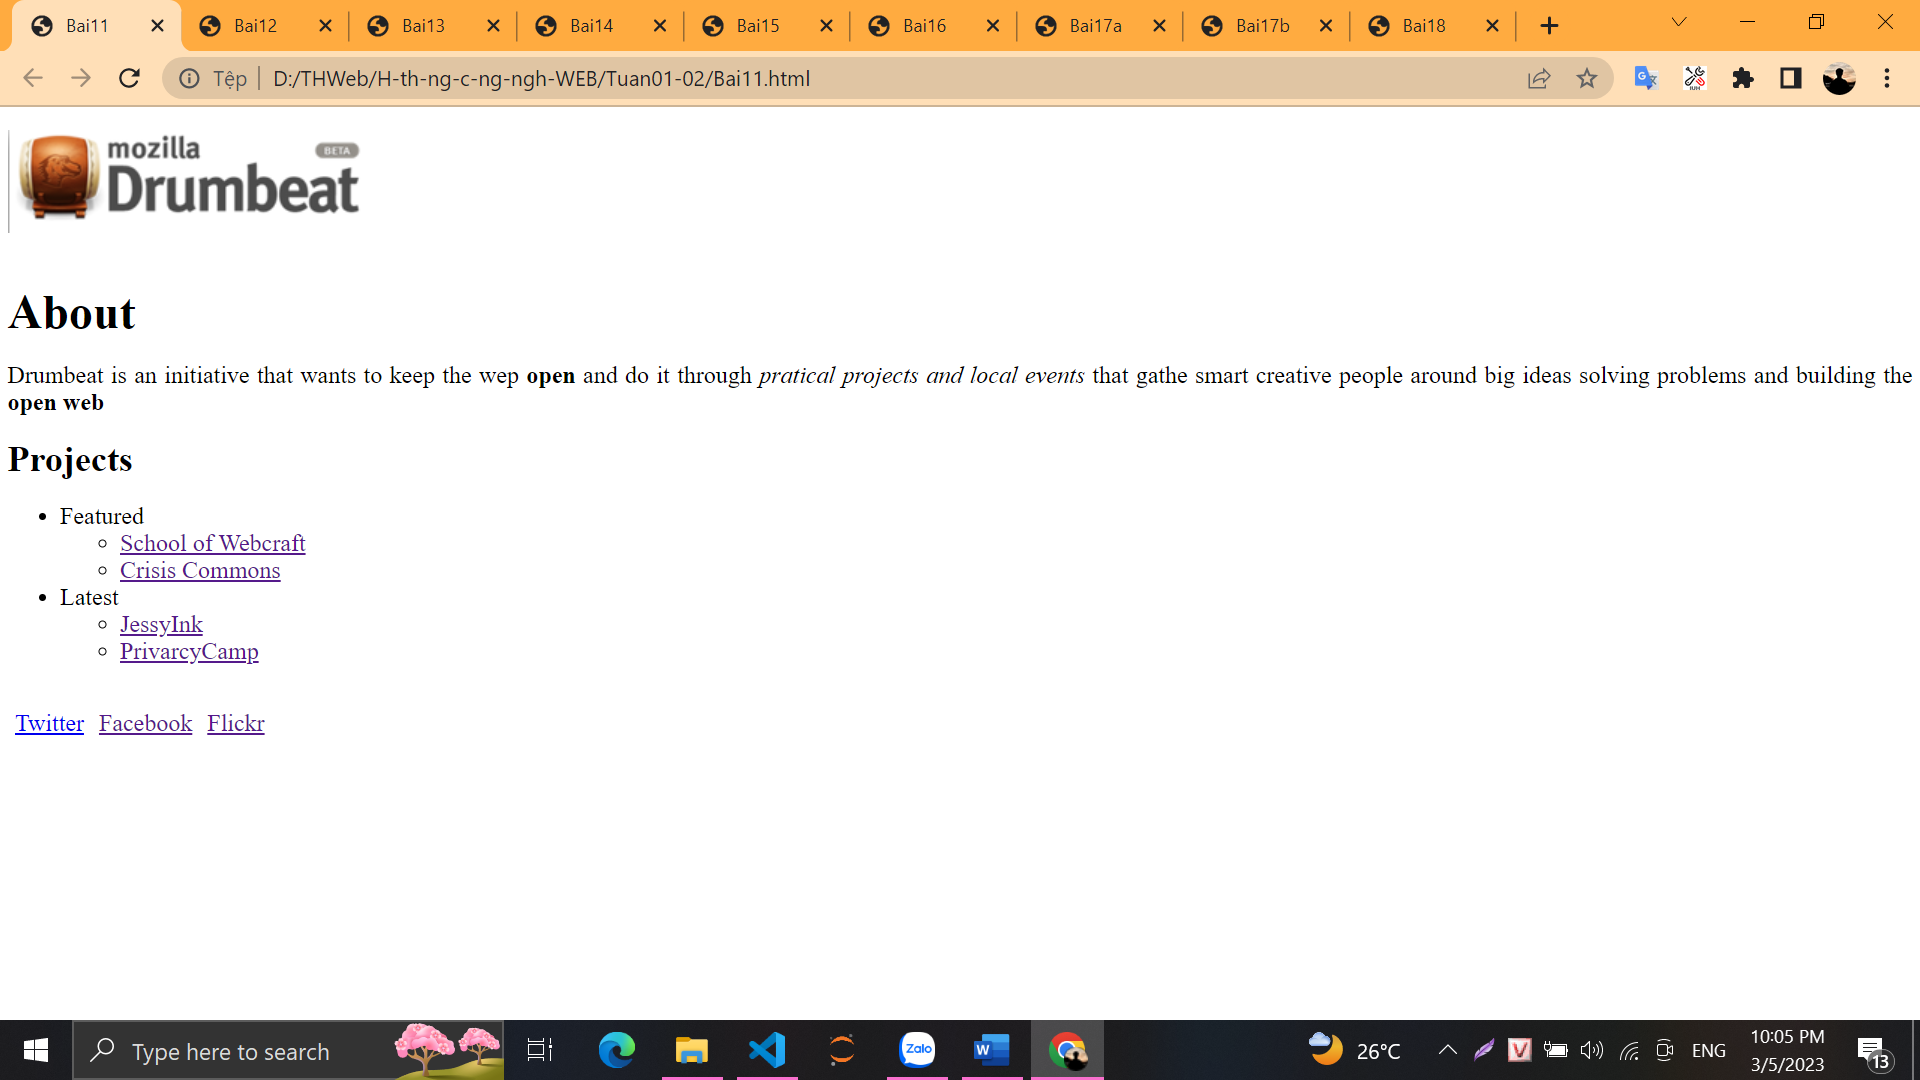 Bai11 Bai12 Bai13 Bai14 Bai15 Bai16 Bai17a Bai17b Bai18
Tệp D:/THWeb/H-th-ng-c-ng-ngh-WEB/Tuan01-02/Bai11.html
mozilla BETA
Drumbeat
About
Drumbeat is an initiative that wants to keep the wep open and do it through pratical projects and local events that gathe smart creative people around big ideas solving problems and building the
open web
Projects
Featured
School of Webcraft
Crisis Commons
Latest
JessyInk
PrivarcyCamp
Twitter Facebook Flickr
Type here to search Zalo W 26°C V ENG 10:05 PM
3/5/2023 13